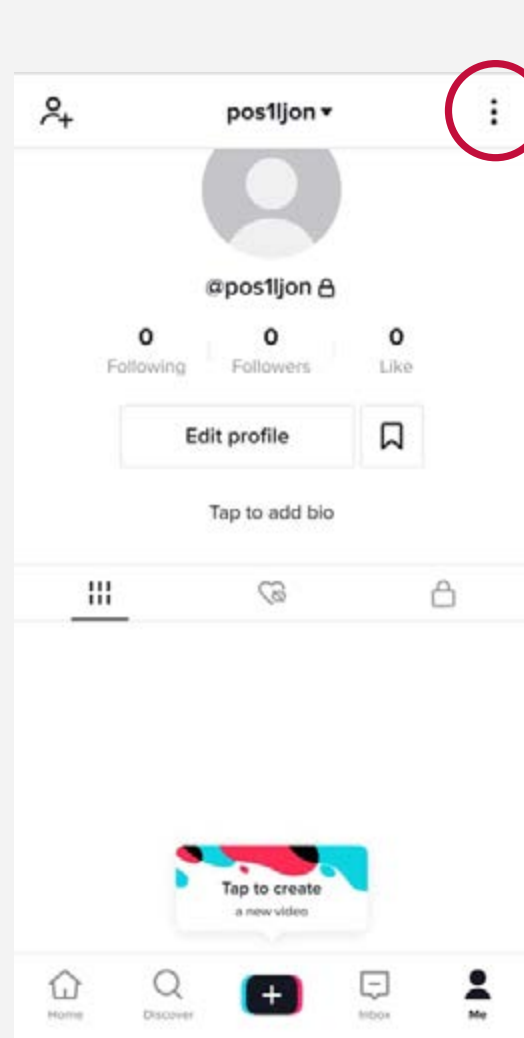 pos1ljon
@pos1ljon
0 0 0
Following Followers Like
Edit profile
Tap to add bio
Tap to create
a new video
Home Discover Inbox Me